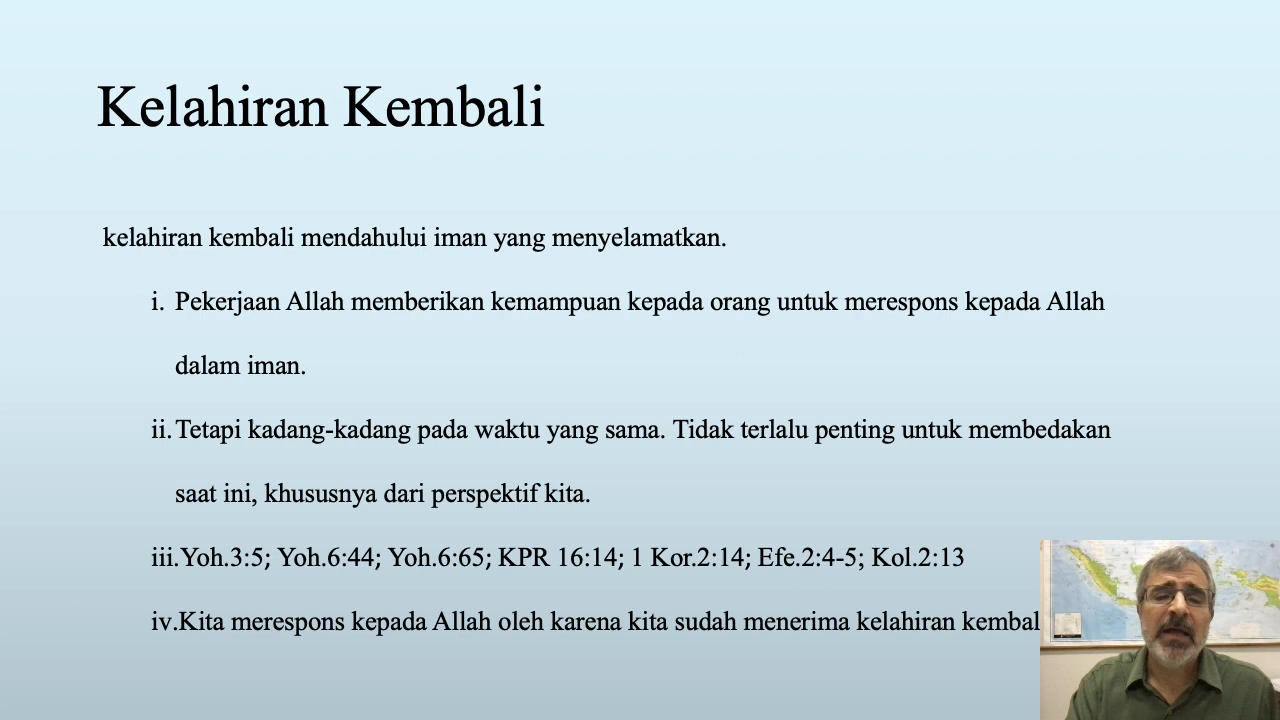 Kelahiran Kembali
kelahiran kembali mendahului iman yang menyelamatkan.
i. Pekerjaan Allah memberikan kemampuan kepada orang untuk merespons kepada Allah
dalam iman.
ii. Tetapi kadang-kadang pada waktu yang sama. Tidak terlalu penting untuk membedakan
saat ini, khususnya dari perspektif kita.
iii. Yoh.3:5; Yoh.6:44; Yoh.6:65; KPR 16:14; 1 Kor.2:14; Efe.2:4-5; Kol.2:13
iv. Kita merespons kepada Allah oleh karena kita sudah menerima kelahiran kembal